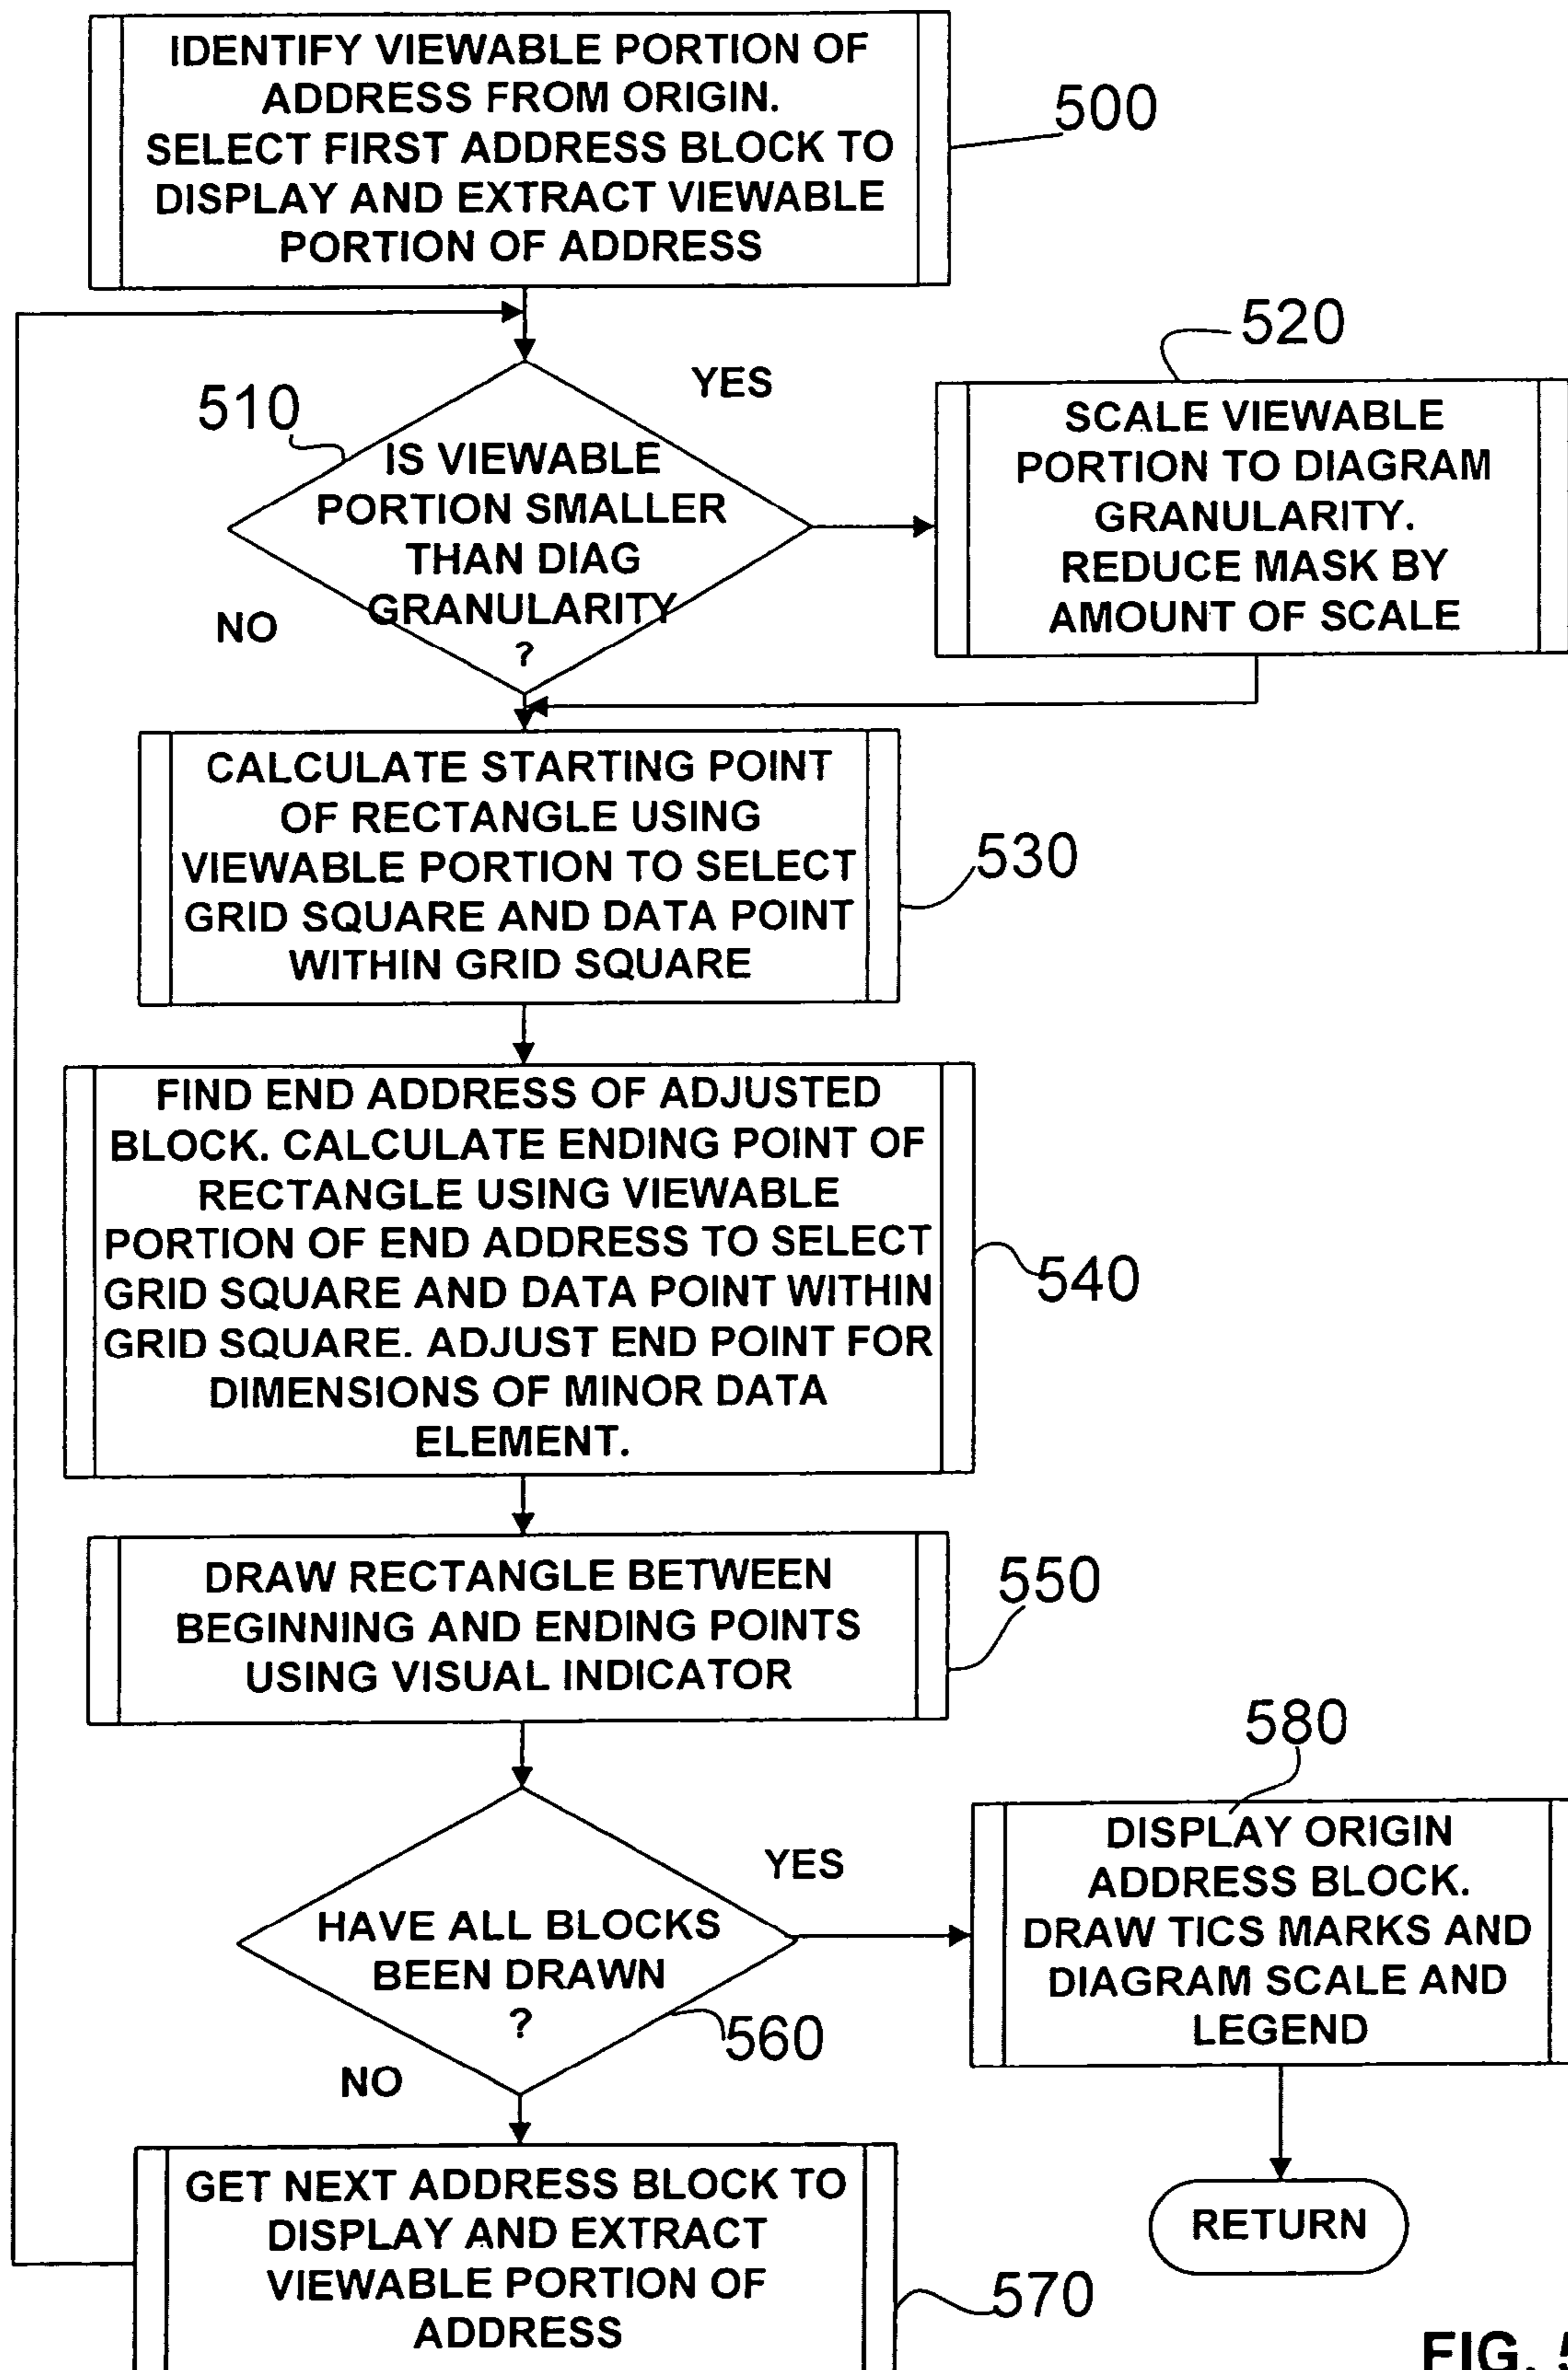 IDENTIFY VIEWABLE PORTION OF
ADDRESS FROM ORIGIN.
SELECT FIRST ADDRESS BLOCK TO
DISPLAY AND EXTRACT VIEWABLE
PORTION OF ADDRESS
500
510
IS VIEWABLE
PORTION SMALLER
THAN DIAG
GRANULARITY
?
YES
NO
520
SCALE VIEWABLE
PORTION TO DIAGRAM
GRANULARITY.
REDUCE MASK BY
AMOUNT OF SCALE
CALCULATE STARTING POINT
OF RECTANGLE USING
VIEWABLE PORTION TO SELECT
GRID SQUARE AND DATA POINT
WITHIN GRID SQUARE
530
FIND END ADDRESS OF ADJUSTED
BLOCK. CALCULATE ENDING POINT OF
RECTANGLE USING VIEWABLE
PORTION OF END ADDRESS TO SELECT
GRID SQUARE AND DATA POINT WITHIN
GRID SQUARE. ADJUST END POINT FOR
DIMENSIONS OF MINOR DATA
ELEMENT.
540
DRAW RECTANGLE BETWEEN
BEGINNING AND ENDING POINTS
USING VISUAL INDICATOR
550
HAVE ALL BLOCKS
BEEN DRAWN
?
560
YES
NO
580
DISPLAY ORIGIN
ADDRESS BLOCK.
DRAW TICS MARKS AND
DIAGRAM SCALE AND
LEGEND
RETURN
GET NEXT ADDRESS BLOCK TO
DISPLAY AND EXTRACT
VIEWABLE PORTION OF
ADDRESS
570
FIG. 5